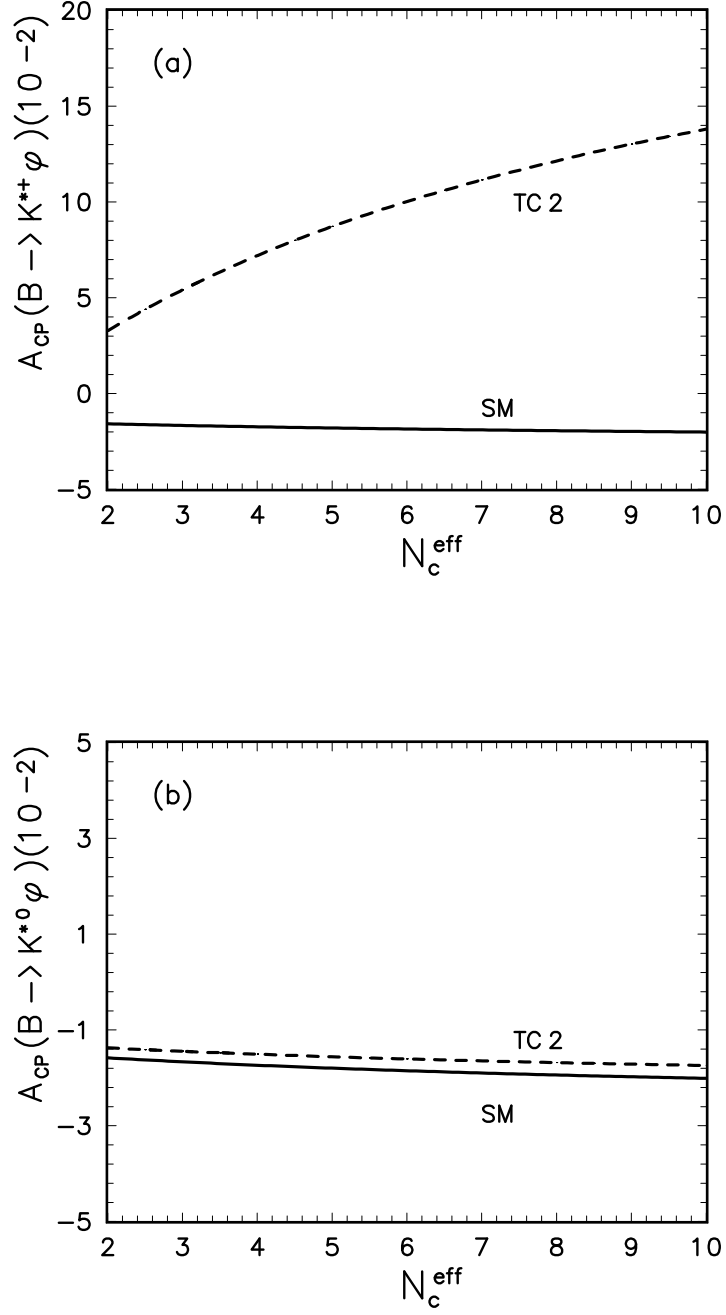 A_CP(B −> K*+φ)(10−2)
20
15
10
5
0
−5
(a)
TC 2
SM
2 3 4 5 6 7 8 9 10
N_c^eff
A_CP(B −> K*0φ)(10−2)
5
3
1
−1
−3
−5
(b)
TC 2
SM
2 3 4 5 6 7 8 9 10
N_c^eff